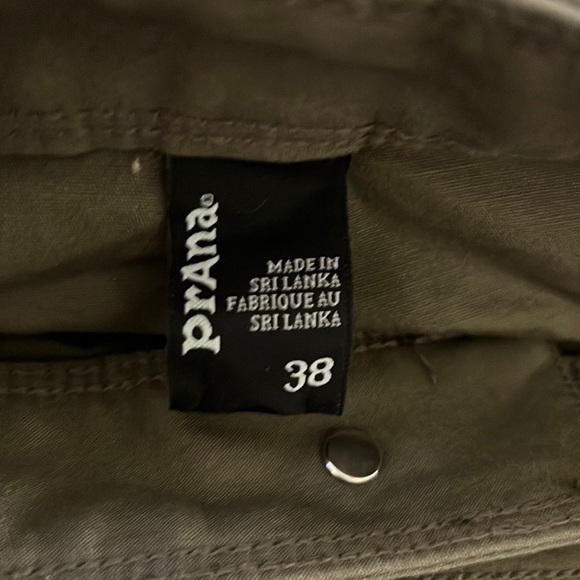 prAna®
MADE IN
SRI LANKA
FABRIQUE AU
SRI LANKA
38